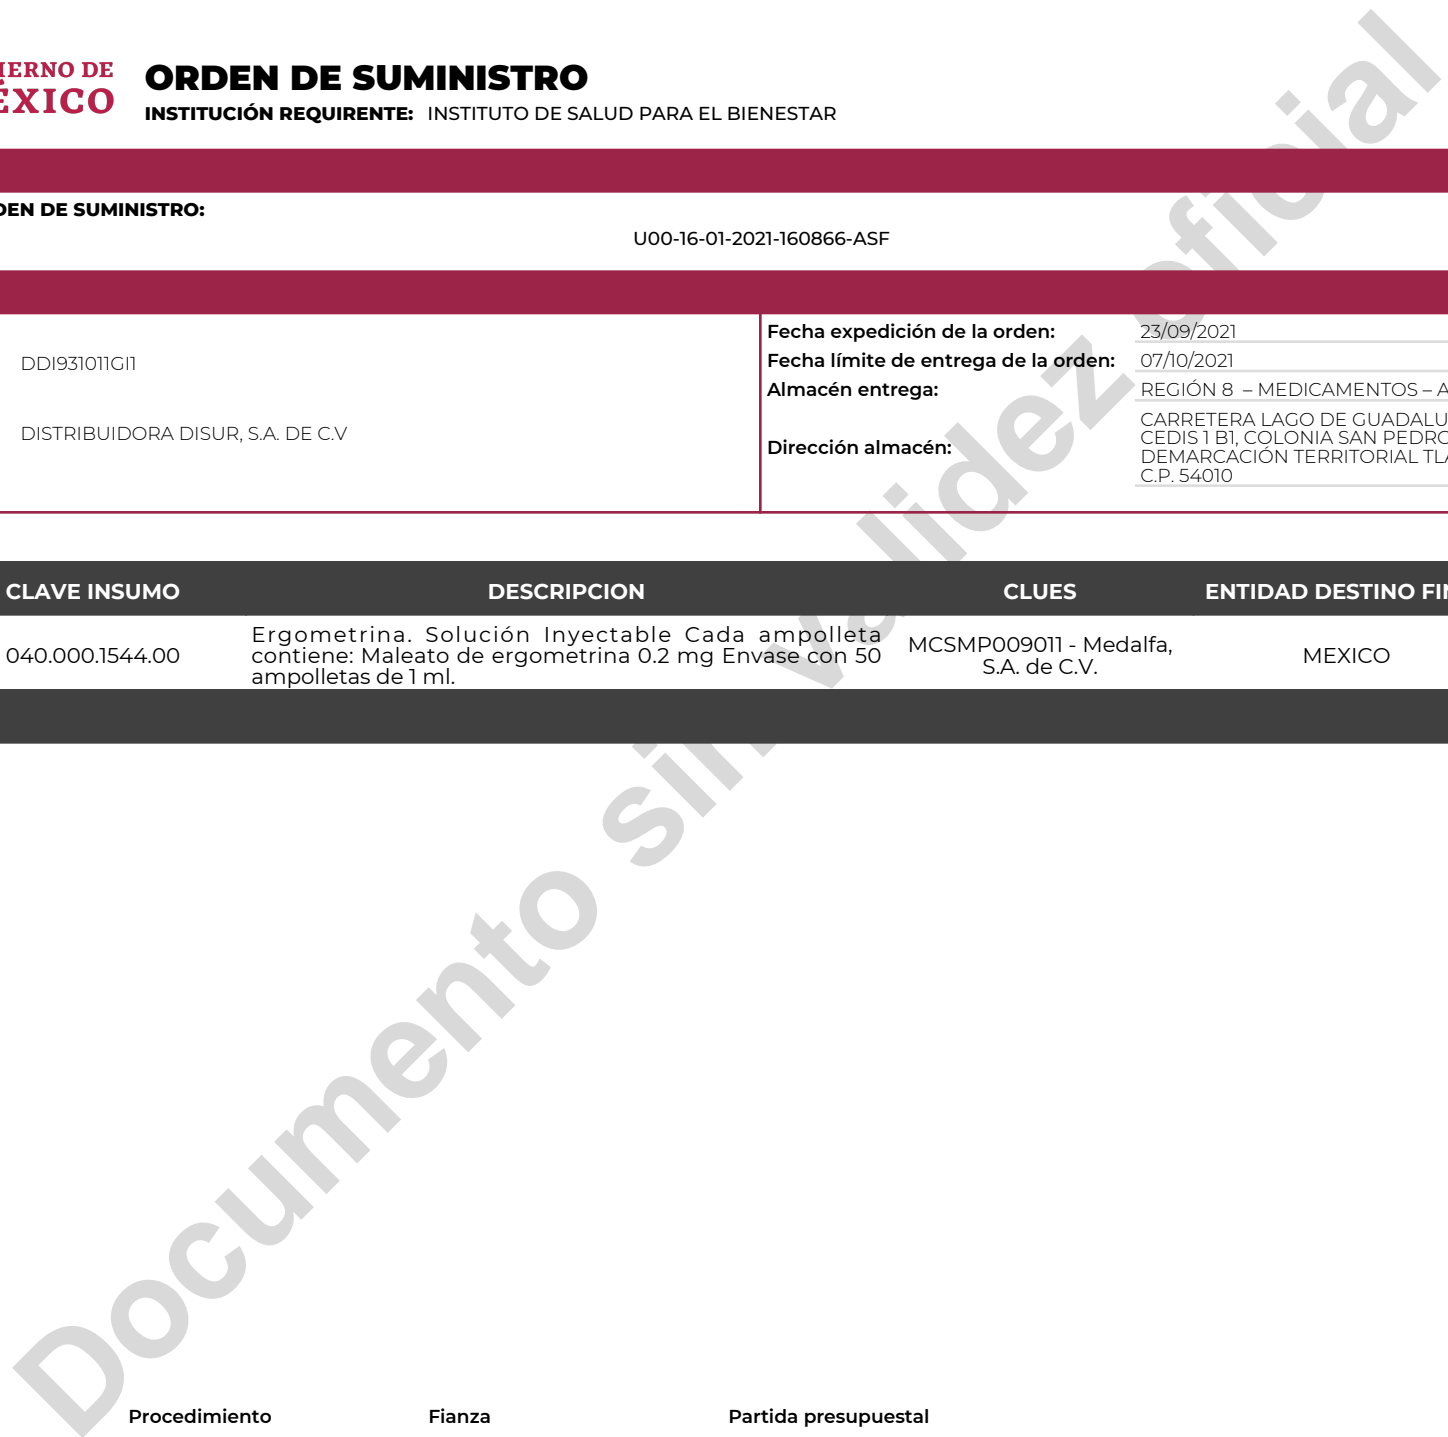 IERNO DE
ÉXICO
ORDEN DE SUMINISTRO
INSTITUCIÓN REQUIRENTE: INSTITUTO DE SALUD PARA EL BIENESTAR
DEN DE SUMINISTRO:
U00-16-01-2021-160866-ASF
DDI931011GI1
DISTRIBUIDORA DISUR, S.A. DE C.V
Fecha expedición de la orden: 23/09/2021
Fecha límite de entrega de la orden: 07/10/2021
Almacén entrega: REGIÓN 8 – MEDICAMENTOS – A
Dirección almacén:
CARRETERA LAGO DE GUADALU
CEDIS 1 B1, COLONIA SAN PEDRO
DEMARCACIÓN TERRITORIAL TLA
C.P. 54010
CLAVE INSUMO DESCRIPCION CLUES ENTIDAD DESTINO FIN
040.000.1544.00
Ergometrina. Solución Inyectable Cada ampolleta
contiene: Maleato de ergometrina 0.2 mg Envase con 50
ampolletas de 1 ml.
MCSMP009011 - Medalfa,
S.A. de C.V.
MEXICO
Documento sin validez oficial
Procedimiento Fianza Partida presupuestal